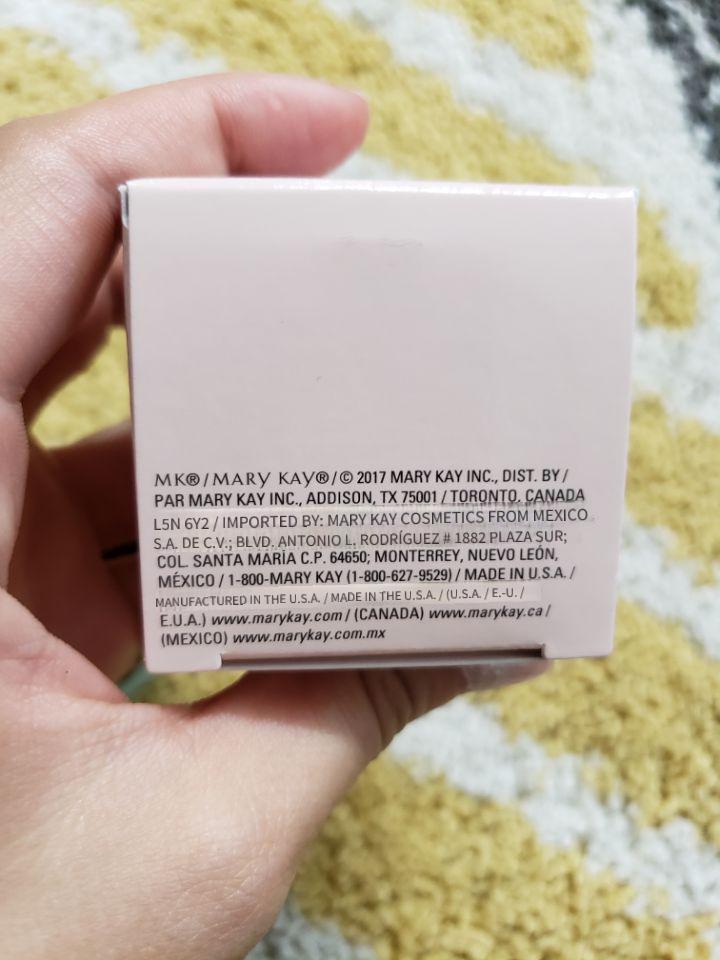 MK®/MARY KAY®/© 2017 MARY KAY INC., DIST. BY/
PAR MARY KAY INC., ADDISON, TX 75001 / TORONTO, CANADA
L5N 6Y2 / IMPORTED BY: MARY KAY COSMETICS FROM MEXICO
S.A. DE C.V.; BLVD. ANTONIO L. RODRÍGUEZ # 1882 PLAZA SUR;
COL. SANTA MARÍA C.P. 64650; MONTERREY, NUEVO LEÓN,
MÉXICO / 1-800-MARY KAY (1-800-627-9529) / MADE IN U.S.A. /
MANUFACTURED IN THE U.S.A. / MADE IN THE U.S.A. / (U.S.A. / E.-U. /
E.U.A.) www.marykay.com / (CANADA) www.marykay.ca/
(MEXICO) www.marykay.com.mx